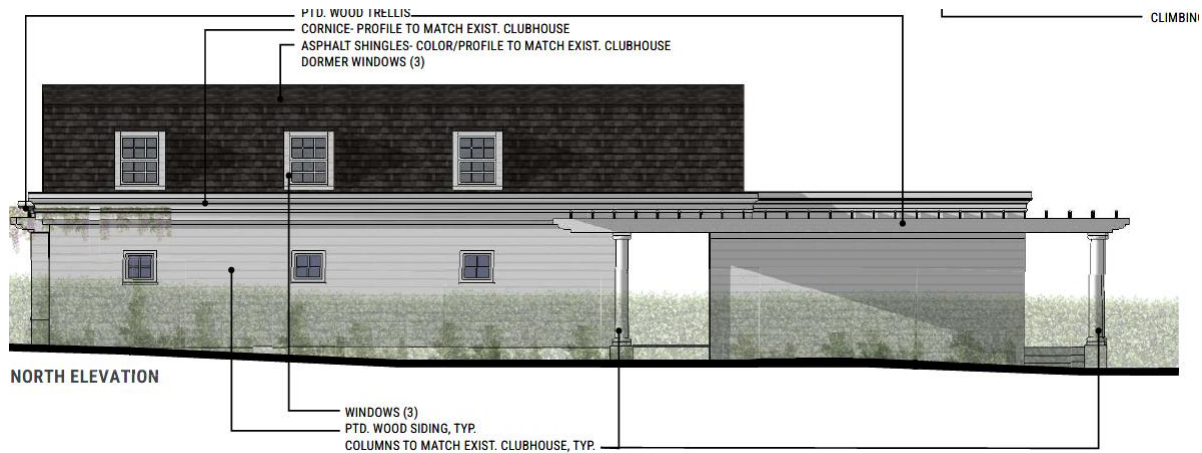 PTD. WOOD TRELLIS
CORNICE- PROFILE TO MATCH EXIST. CLUBHOUSE
ASPHALT SHINGLES- COLOR/PROFILE TO MATCH EXIST. CLUBHOUSE
DORMER WINDOWS (3)
CLIMBING
NORTH ELEVATION
WINDOWS (3)
PTD. WOOD SIDING, TYP.
COLUMNS TO MATCH EXIST. CLUBHOUSE, TYP.